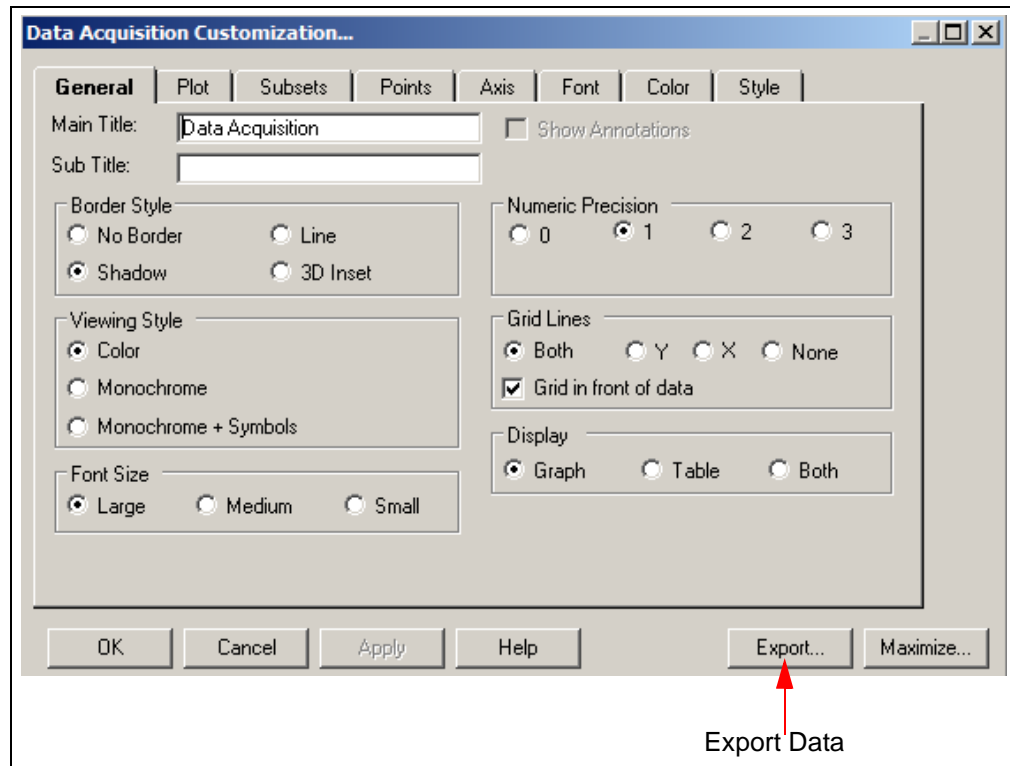 Data Acquisition Customization...
General Plot Subsets Points Axis Font Color Style
Main Title: Data Acquisition Show Annotations
Sub Title:
Border Style
No Border Line
Shadow 3D Inset
Numeric Precision
0 1 2 3
Viewing Style
Color
Monochrome
Monochrome + Symbols
Grid Lines
Both Y X None
Grid in front of data
Font Size
Large Medium Small
Display
Graph Table Both
OK Cancel Apply Help Export... Maximize...
Export Data